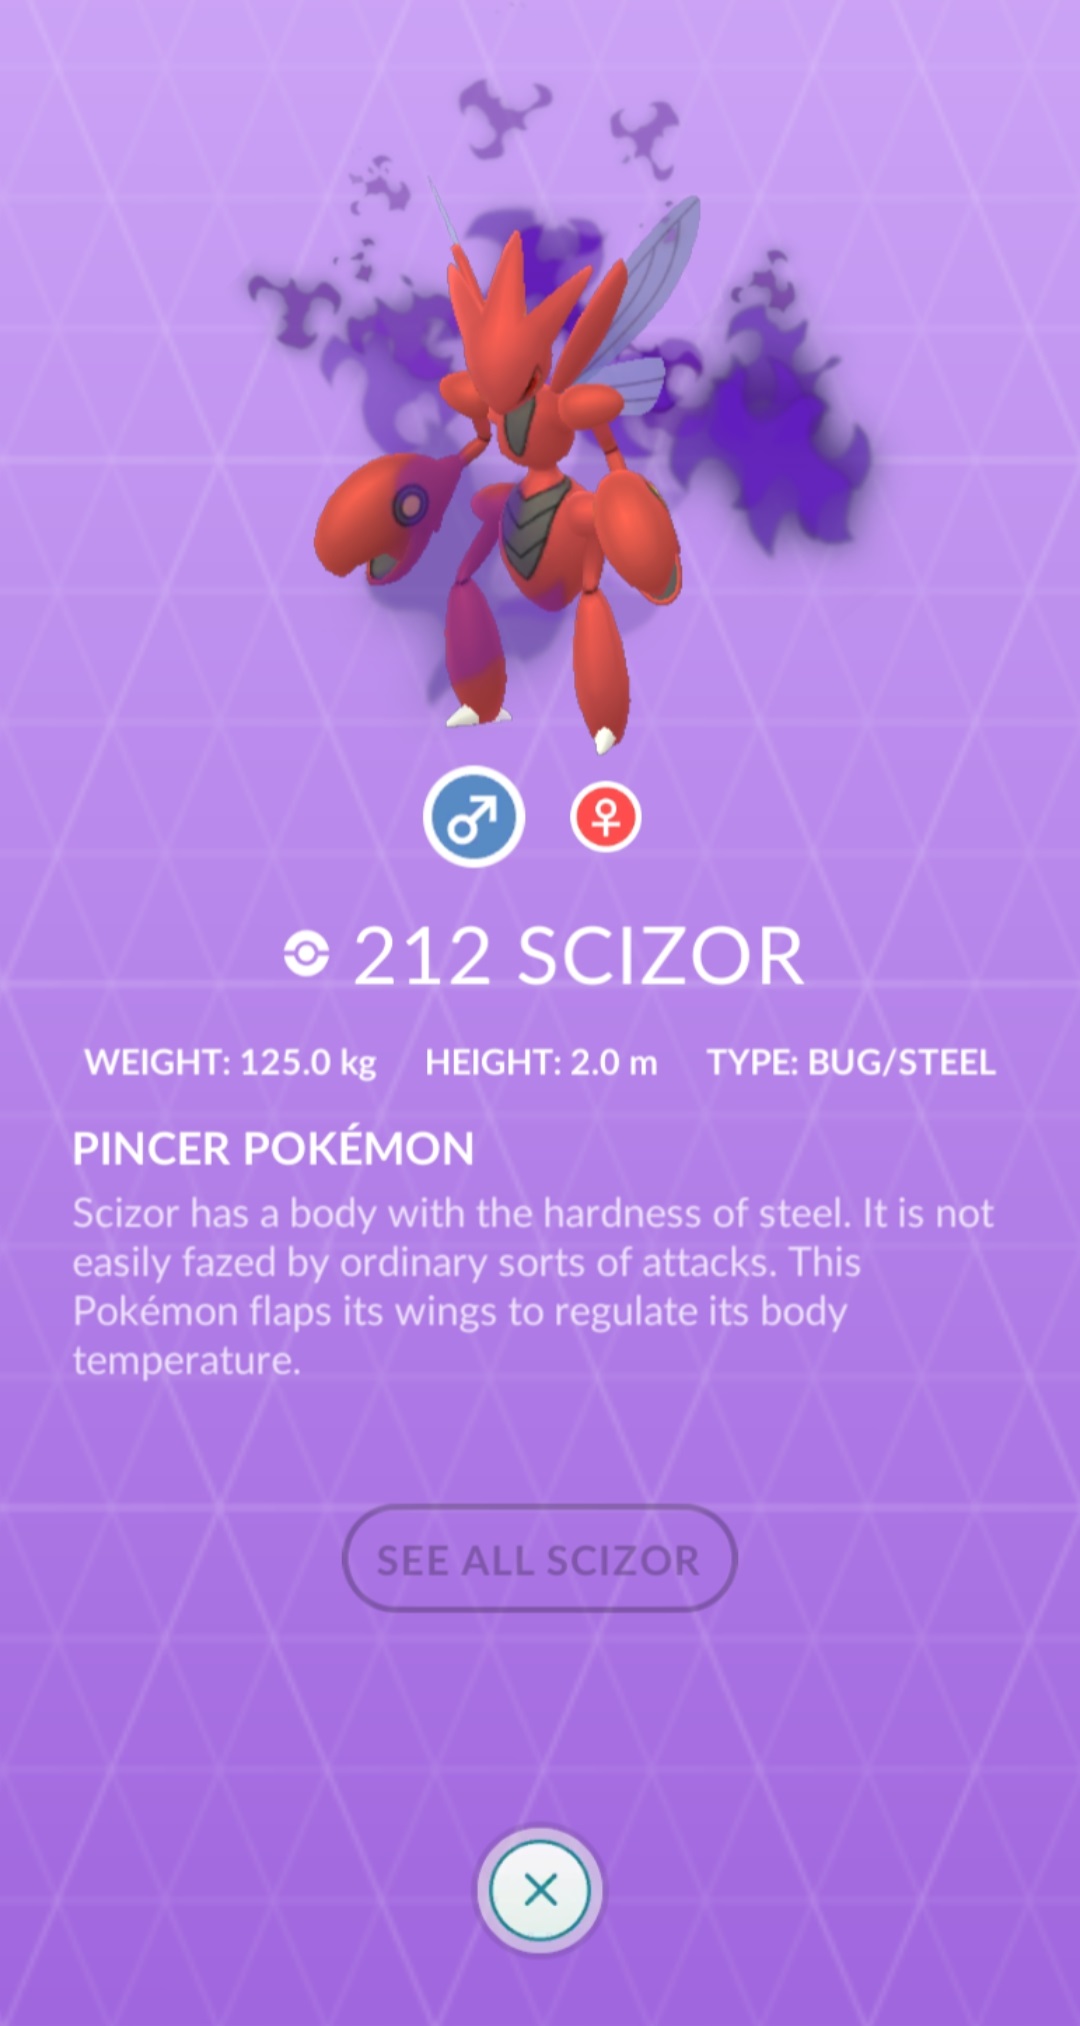 212 SCIZOR
WEIGHT: 125.0 kg HEIGHT: 2.0 m TYPE: BUG/STEEL
PINCER POKÉMON
Scizor has a body with the hardness of steel. It is not
easily fazed by ordinary sorts of attacks. This
Pokémon flaps its wings to regulate its body
temperature.
SEE ALL SCIZOR